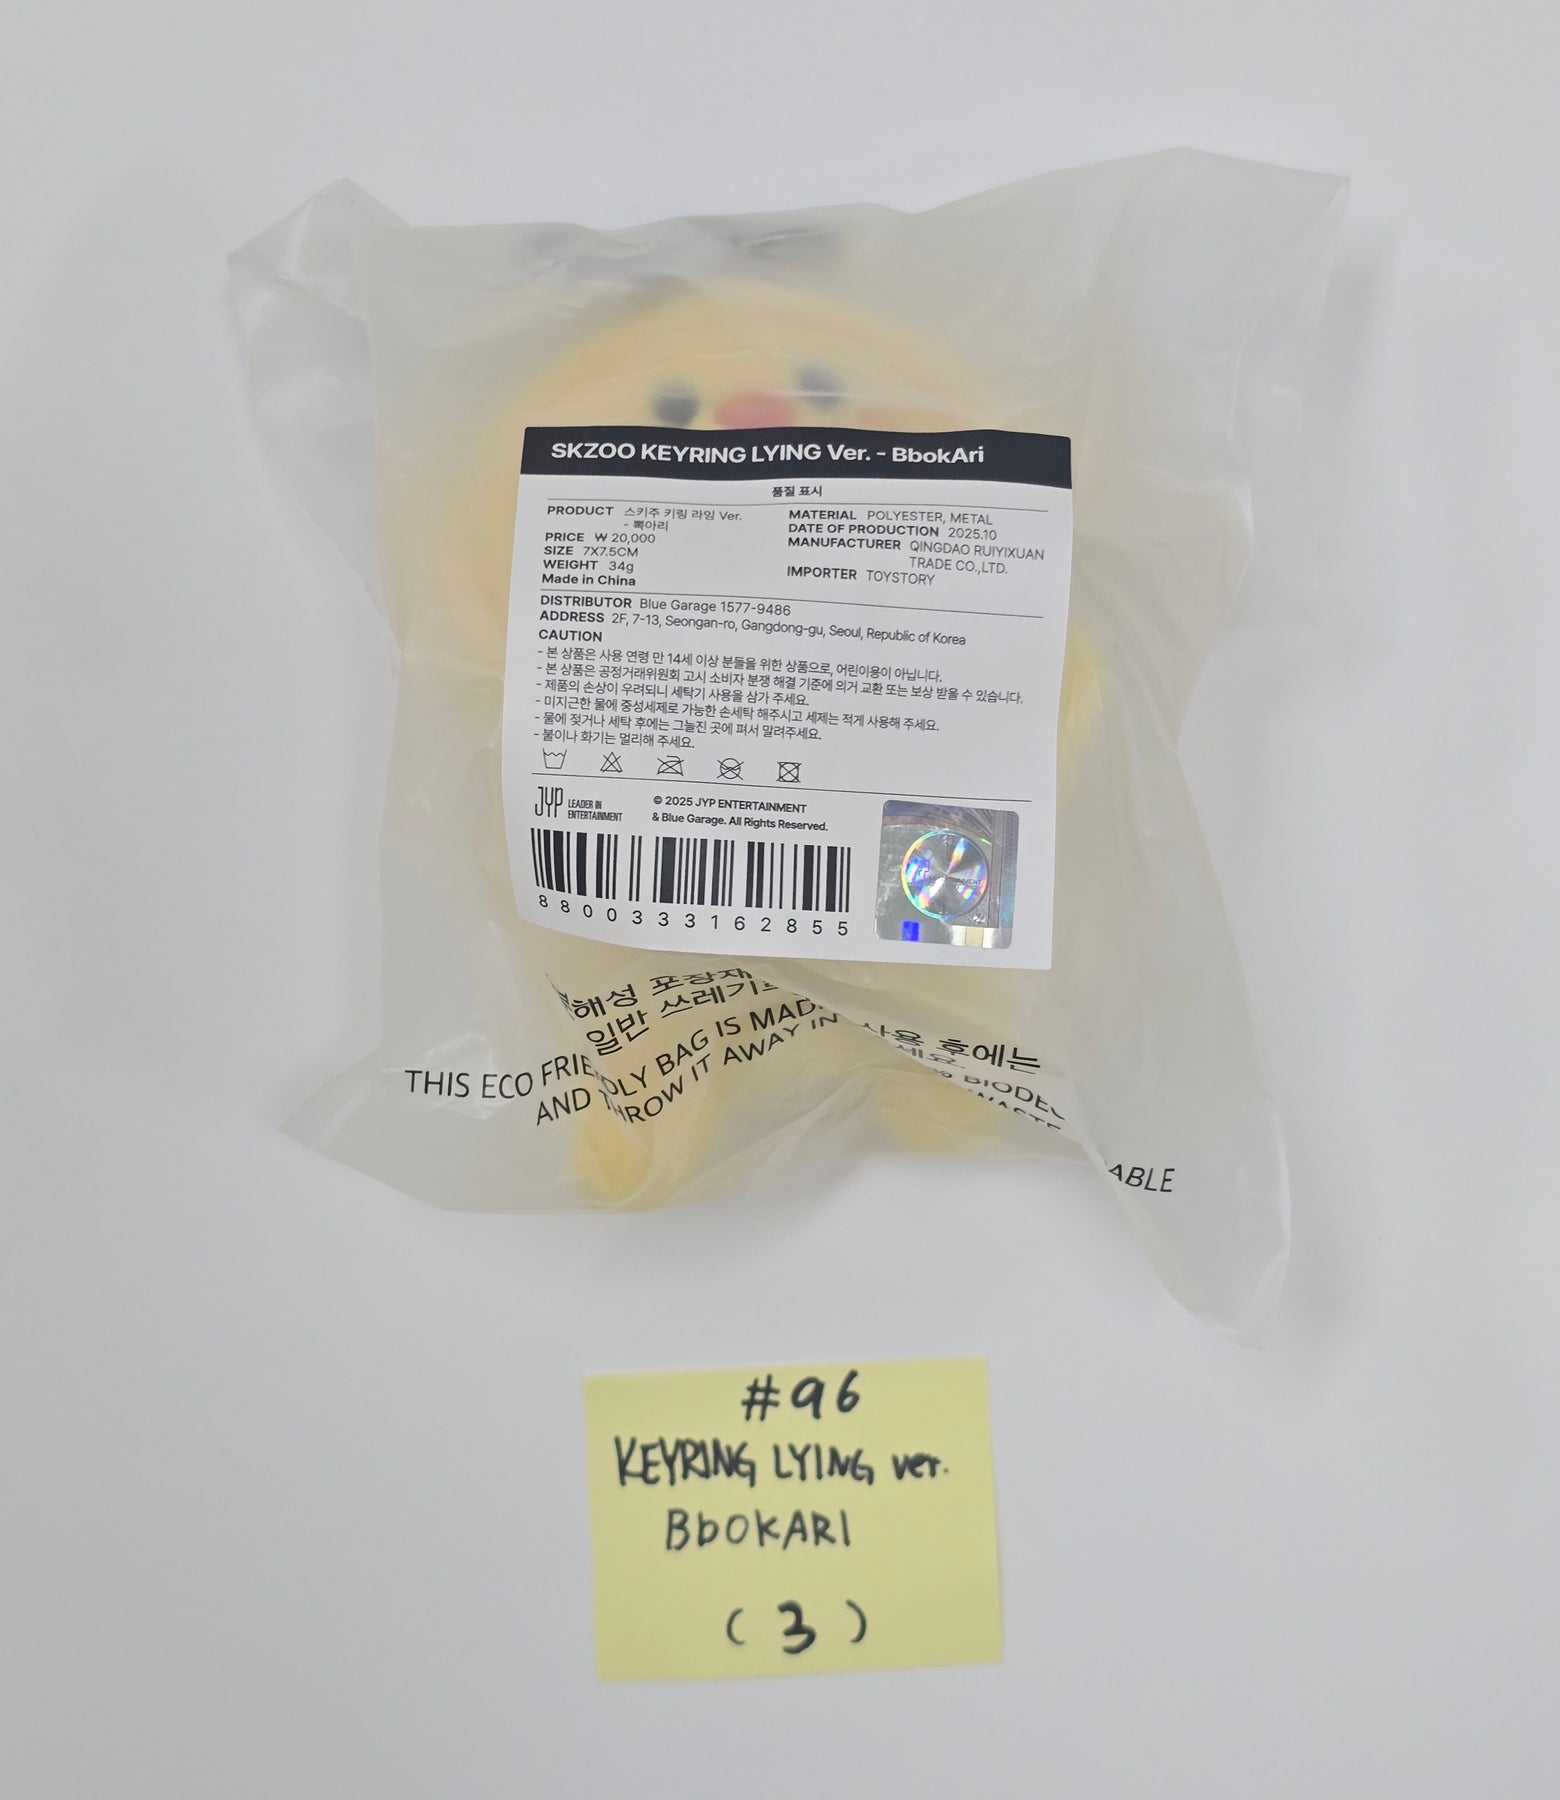 SKZOO KEYRING LYING Ver. - BbokAri
품질 표시
PRODUCT 스키주 키링 라잉 Ver.
- 뽁아리
PRICE ₩ 20,000
SIZE 7X7.5CM
WEIGHT 34g
Made in China
MATERIAL POLYESTER, METAL
DATE OF PRODUCTION 2025.10
MANUFACTURER QINGDAO RUIYIXUAN
TRADE CO.,LTD.
IMPORTER TOYSTORY
DISTRIBUTOR Blue Garage 1577-9486
ADDRESS 2F, 7-13, Seongan-ro, Gangdong-gu, Seoul, Republic of Korea
CAUTION
- 본 상품은 사용 연령 만 14세 이상 분들을 위한 상품으로, 어린이용이 아닙니다.
- 본 상품은 공정거래위원회 고시 소비자 분쟁 해결 기준에 의거 교환 또는 보상 받을 수 있습니다.
- 제품의 손상이 우려되니 세탁기 사용을 삼가 주세요.
- 미지근한 물에 중성세제로 가능한 손세탁 해주시고 세제는 적게 사용해 주세요.
- 물에 젖거나 세탁 후에는 그늘진 곳에 펴서 말려주세요.
- 불이나 화기는 멀리해 주세요.
JYP LEADER IN
ENTERTAINMENT
© 2025 JYP ENTERTAINMENT
& Blue Garage. All Rights Reserved.
8800333162855
해성 포장재 사용 후에는
일반 쓰레기 세요.
THIS ECO FRIENDLY BAG IS MADE BIODE ABLE
AND THROW IT AWAY IN
#96
KEYRING LYING ver.
BbOKARI
( 3 )